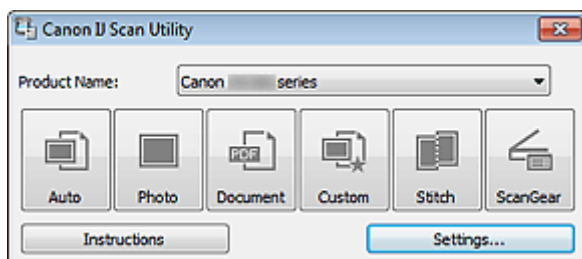 Canon IJ Scan Utility
Product Name: Canon series
PDF
Auto Photo Document Custom Stitch ScanGear
Instructions Settings...